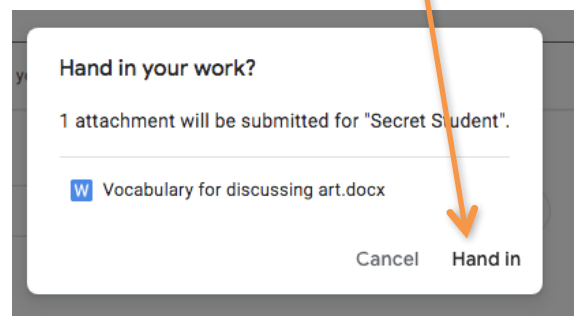 Hand in your work?
1 attachment will be submitted for "Secret Student".
W Vocabulary for discussing art.docx
Cancel Hand in